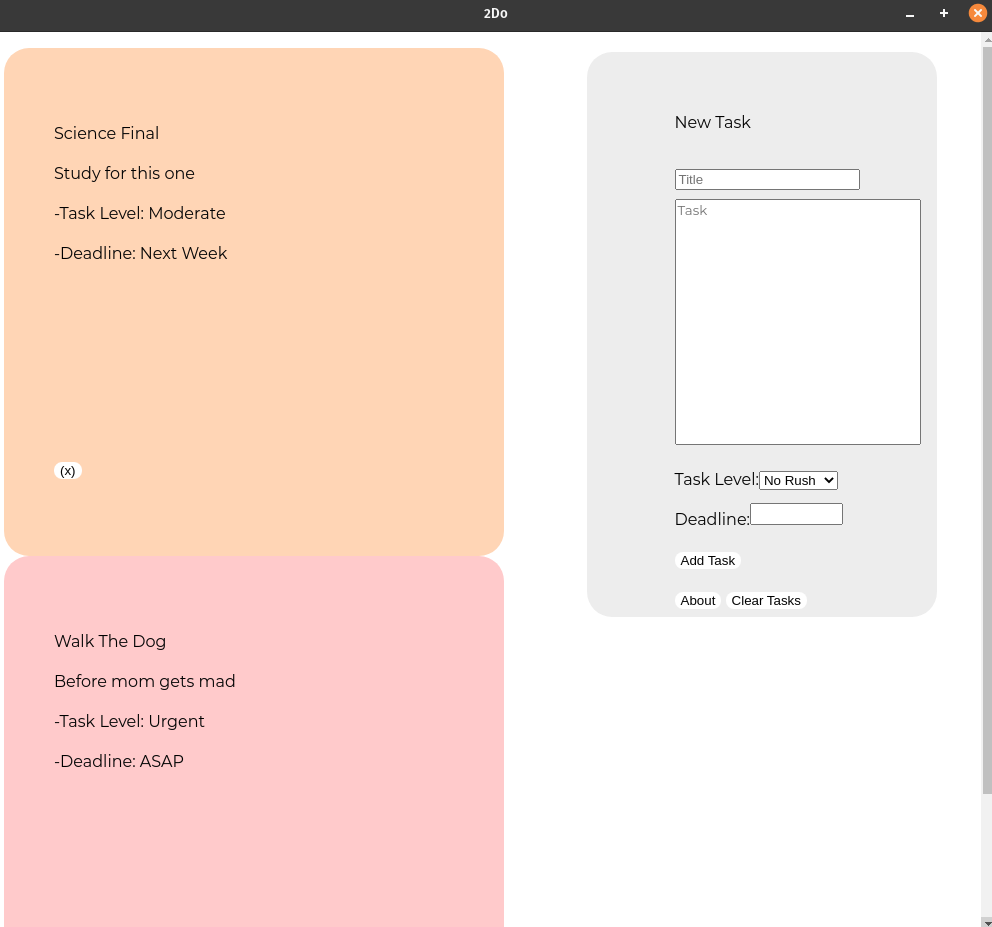 2Do
Science Final
Study for this one
-Task Level: Moderate
-Deadline: Next Week
(x)
Walk The Dog
Before mom gets mad
-Task Level: Urgent
-Deadline: ASAP
New Task
Title
Task
Task Level: No Rush
Deadline:
Add Task
About Clear Tasks